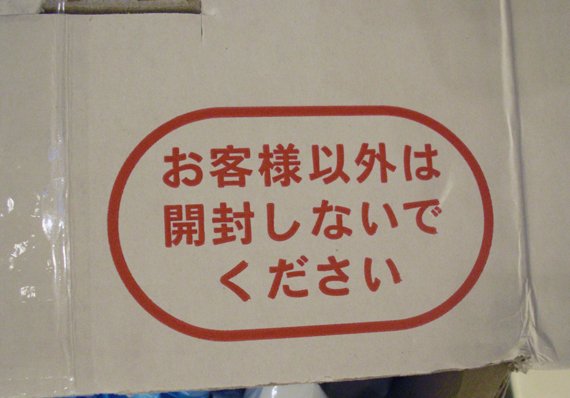 お客様以外は
開封しないで
ください